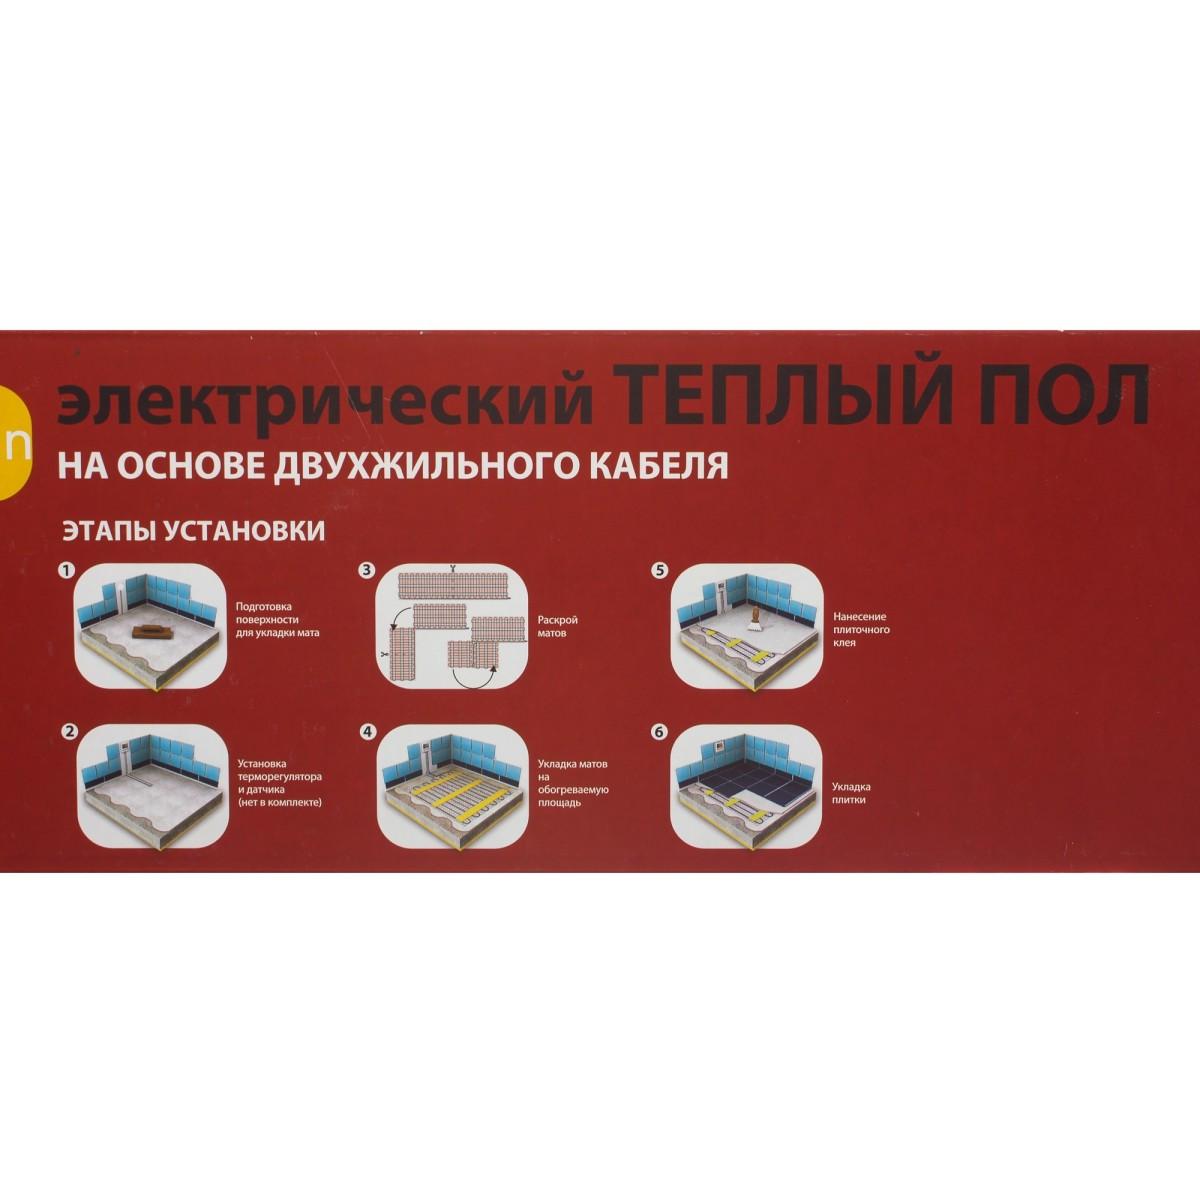 n
электрический ТЕПЛЫЙ ПОЛ
НА ОСНОВЕ ДВУХЖИЛЬНОГО КАБЕЛЯ
ЭТАПЫ УСТАНОВКИ
1
Подготовка
поверхности
для укладки мата
2
Установка
терморегулятора
и датчика
(нет в комплекте)
3
Раскрой
матов
4
Укладка матов
на
обогреваемую
площадь
5
Нанесение
плиточного
клея
6
Укладка
плитки